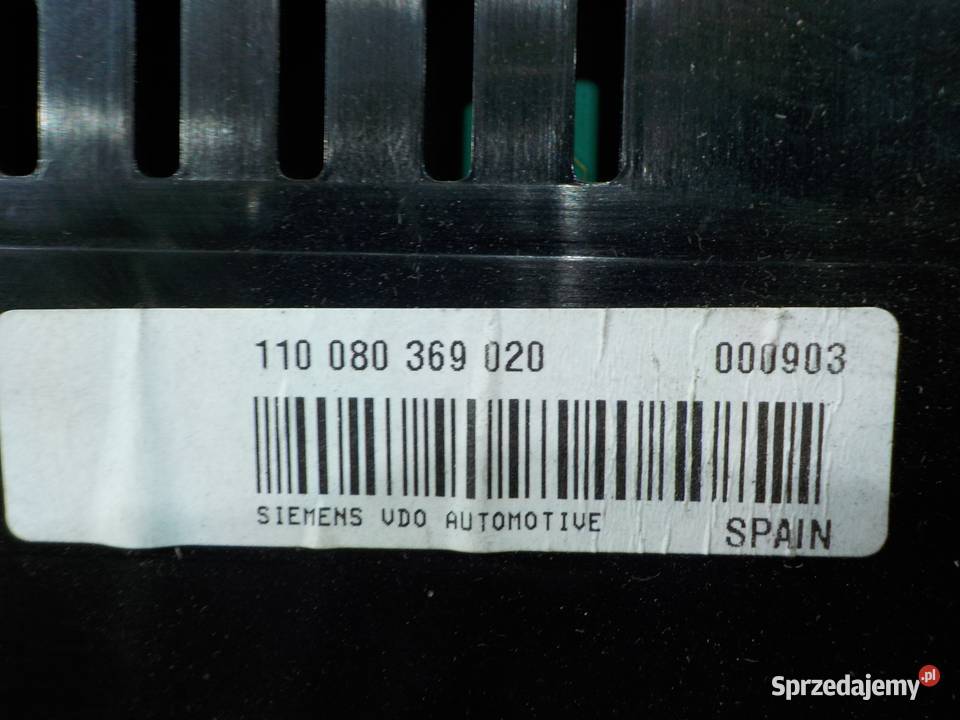 110 080 369 020 000903
SIEMENS VDO AUTOMOTIVE
SPAIN
Sprzedajemy.pl